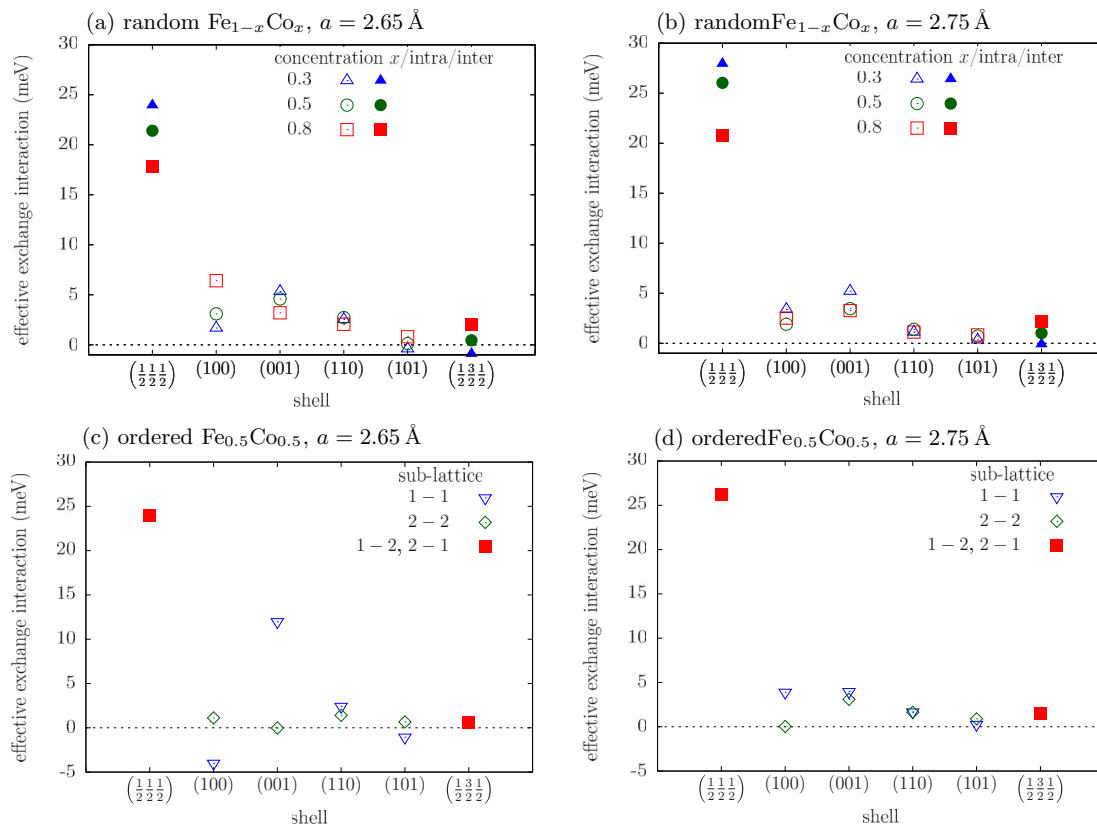 (a) random Fe₁₋ₓCoₓ, a = 2.65 Å
effective exchange interaction (meV)
30
25
20
15
10
5
0
concentration x/intra/inter
0.3
0.5
0.8
(½½½) (100) (001) (110) (101) (½3/2½)
shell
(b) randomFe₁₋ₓCoₓ, a = 2.75 Å
effective exchange interaction (meV)
30
25
20
15
10
5
0
concentration x/intra/inter
0.3
0.5
0.8
(½½½) (100) (001) (110) (101) (½3/2½)
shell
(c) ordered Fe₀.₅Co₀.₅, a = 2.65 Å
effective exchange interaction (meV)
30
25
20
15
10
5
0
-5
sub-lattice
1 − 1
2 − 2
1 − 2, 2 − 1
(½½½) (100) (001) (110) (101) (½3/2½)
shell
(d) orderedFe₀.₅Co₀.₅, a = 2.75 Å
effective exchange interaction (meV)
30
25
20
15
10
5
0
-5
sub-lattice
1 − 1
2 − 2
1 − 2, 2 − 1
(½½½) (100) (001) (110) (101) (½3/2½)
shell